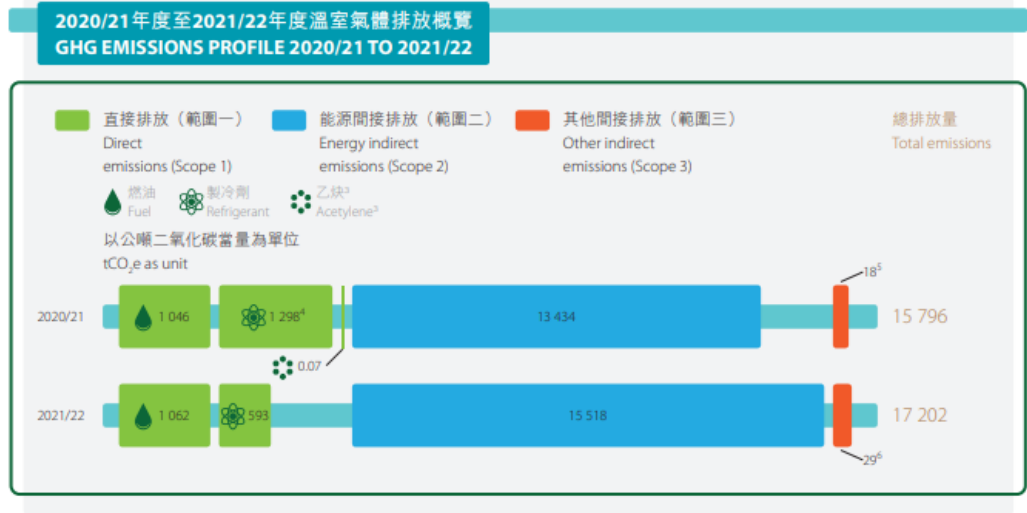 2020/21年度至2021/22年度溫室氣體排放概覽
GHG EMISSIONS PROFILE 2020/21 TO 2021/22
直接排放（範圍一）
Direct
emissions (Scope 1)
能源間接排放（範圍二）
Energy indirect
emissions (Scope 2)
其他間接排放（範圍三）
Other indirect
emissions (Scope 3)
總排放量
Total emissions
燃油
Fuel
製冷劑
Refrigerant
乙炔³
Acetylene³
以公噸二氧化碳當量為單位
tCO₂e as unit
2020/21
1 046
1 298⁴
0.07
13 434
18⁵
15 796
2021/22
1 062
593
15 518
29⁶
17 202